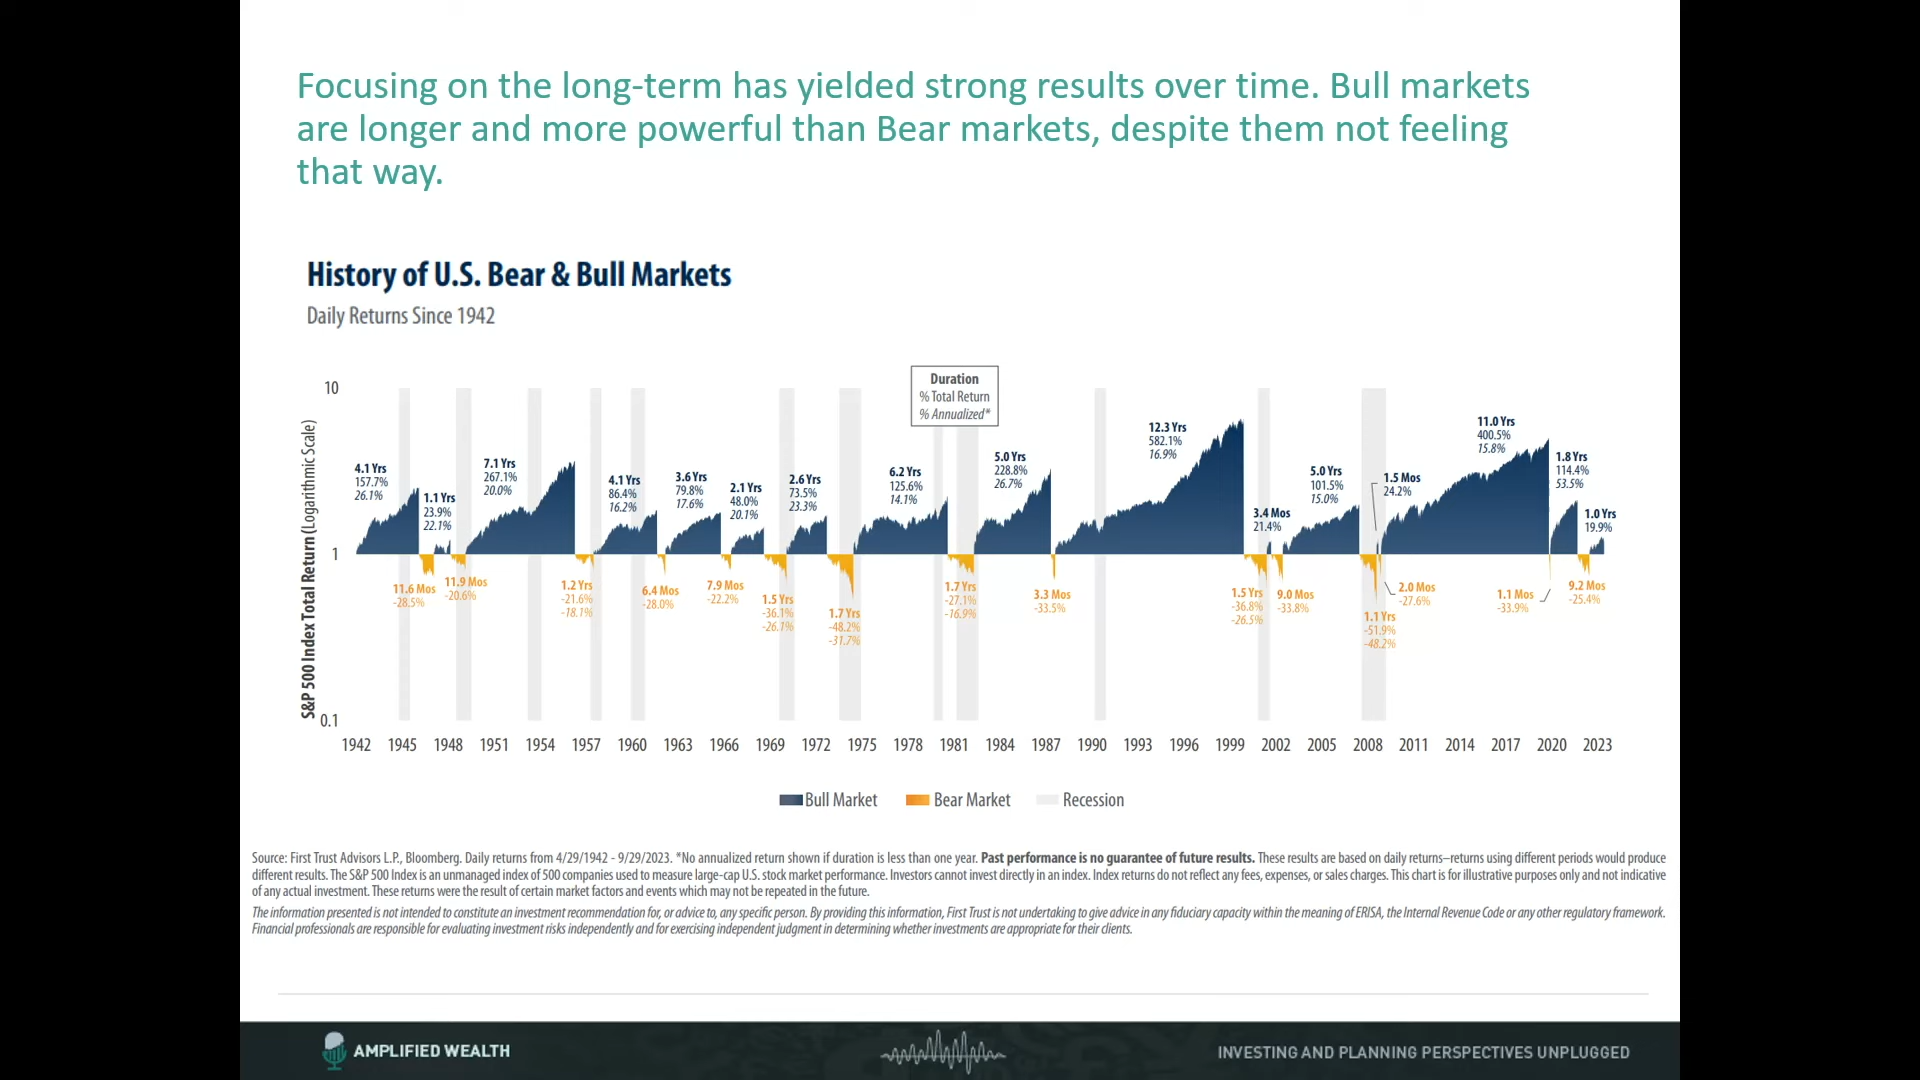 Focusing on the long-term has yielded strong results over time. Bull markets
are longer and more powerful than Bear markets, despite them not feeling
that way.
History of U.S. Bear & Bull Markets
Daily Returns Since 1942
S&P 500 Index Total Return (Logarithmic Scale)
10
1
0.1
Duration
% Total Return
% Annualized*
4.1 Yrs
157.7%
26.1%
1.1 Yrs
23.9%
22.1%
7.1 Yrs
267.1%
20.0%
4.1 Yrs
86.4%
16.2%
3.6 Yrs
79.8%
17.6%
2.1 Yrs
48.0%
20.1%
2.6 Yrs
73.5%
23.3%
6.2 Yrs
125.6%
14.1%
5.0 Yrs
228.8%
26.7%
12.3 Yrs
582.1%
16.9%
3.4 Mos
21.4%
5.0 Yrs
101.5%
15.0%
1.5 Mos
24.2%
11.0 Yrs
400.5%
15.8%
1.8 Yrs
114.4%
53.5%
1.0 Yrs
19.9%
11.6 Mos
-28.5%
11.9 Mos
-20.6%
1.2 Yrs
-21.6%
-18.1%
6.4 Mos
-28.0%
7.9 Mos
-22.2%
1.5 Yrs
-36.1%
-26.1%
1.7 Yrs
-48.2%
-31.7%
1.7 Yrs
-27.1%
-16.9%
3.3 Mos
-33.5%
1.5 Yrs
-36.8%
-26.5%
9.0 Mos
-33.8%
1.1 Yrs
-51.9%
-48.2%
2.0 Mos
-27.6%
1.1 Mos
-33.9%
9.2 Mos
-25.4%
1942 1945 1948 1951 1954 1957 1960 1963 1966 1969 1972 1975 1978 1981 1984 1987 1990 1993 1996 1999 2002 2005 2008 2011 2014 2017 2020 2023
Bull Market Bear Market Recession
Source: First Trust Advisors L.P., Bloomberg. Daily returns from 4/29/1942 - 9/29/2023. *No annualized return shown if duration is less than one year. Past performance is no guarantee of future results. These results are based on daily returns–returns using different periods would produce
different results. The S&P 500 Index is an unmanaged index of 500 companies used to measure large-cap U.S. stock market performance. Investors cannot invest directly in an index. Index returns do not reflect any fees, expenses, or sales charges. This chart is for illustrative purposes only and not indicative
of any actual investment. These returns were the result of certain market factors and events which may not be repeated in the future.
The information presented is not intended to constitute an investment recommendation for, or advice to, any specific person. By providing this information, First Trust is not undertaking to give advice in any fiduciary capacity within the meaning of ERISA, the Internal Revenue Code or any other regulatory framework.
Financial professionals are responsible for evaluating investment risks independently and for exercising independent judgment in determining whether investments are appropriate for their clients.
AMPLIFIED WEALTH
INVESTING AND PLANNING PERSPECTIVES UNPLUGGED